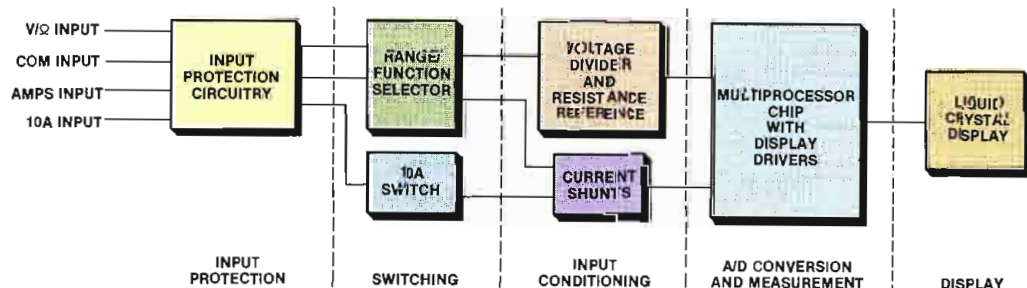 V/Ω INPUT
COM INPUT
AMPS INPUT
10A INPUT
INPUT
PROTECTION
CIRCUITRY
RANGE/
FUNCTION
SELECTOR
10A
SWITCH
VOLTAGE
DIVIDER
AND
RESISTANCE
REFERENCE
CURRENT
SHUNTS
MULTIPROCESSOR
CHIP
WITH
DISPLAY
DRIVERS
LIQUID
CRYSTAL
DISPLAY
INPUT
PROTECTION
SWITCHING
INPUT
CONDITIONING
A/D CONVERSION
AND MEASUREMENT
DISPLAY